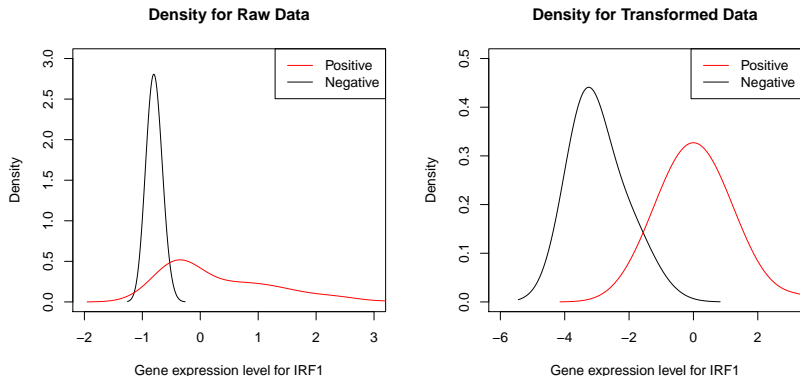 Density for Raw Data
Density
3.0
2.5
2.0
1.5
1.0
0.5
0.0
Positive
Negative
−2 −1 0 1 2 3
Gene expression level for IRF1
Density for Transformed Data
Density
0.5
0.4
0.3
0.2
0.1
0.0
Positive
Negative
−6 −4 −2 0 2
Gene expression level for IRF1